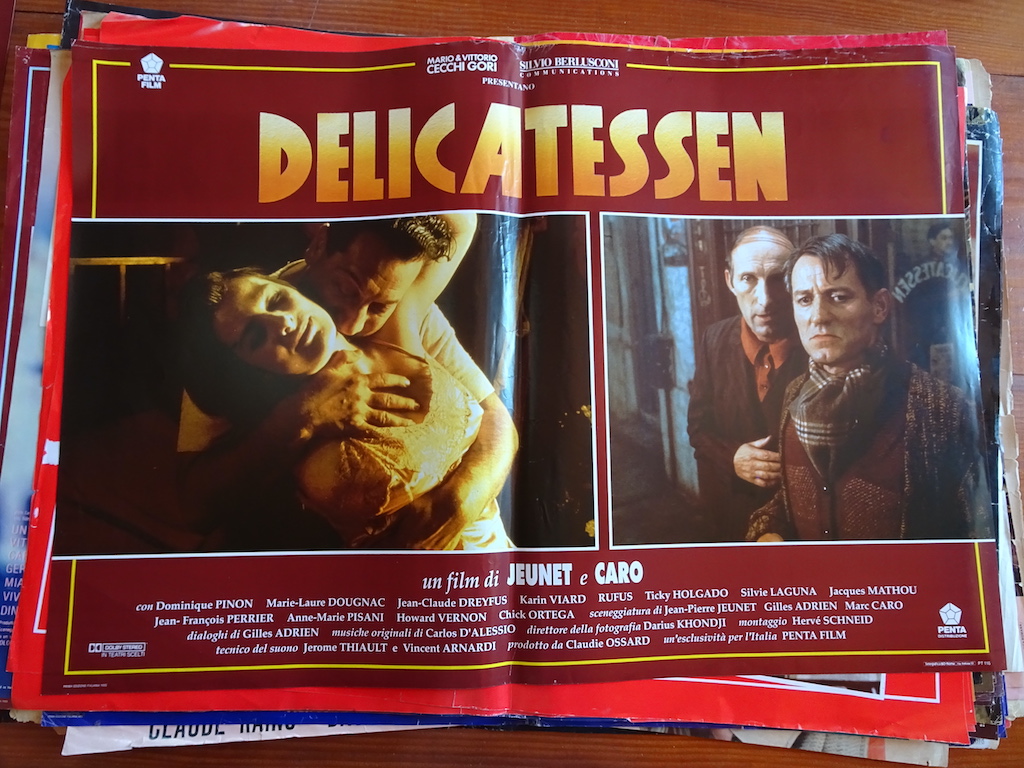 PENTA
FILM
MARIO & VITTORIO
CECCHI GORI
SILVIO BERLUSCONI
COMMUNICATIONS
PRESENTANO
DELICATESSEN
un film di JEUNET e CARO
con Dominique PINON Marie-Laure DOUGNAC Jean-Claude DREYFUS Karin VIARD RUFUS Ticky HOLGADO Silvie LAGUNA Jacques MATHOU
Jean-François PERRIER Anne-Marie PISANI Howard VERNON Chick ORTEGA sceneggiatura di Jean-Pierre JEUNET Gilles ADRIEN Marc CARO
dialoghi di Gilles ADRIEN musiche originali di Carlos D'ALESSIO direttore della fotografia Darius KHONDJI montaggio Hervé SCHNEID
tecnico del suono Jerome THIAULT e Vincent ARNARDI prodotto da Claudie OSSARD un'esclusività per l'Italia PENTA FILM
DOLBY STEREO
IN TEATRI SCELTI
PENTA
DISTRIBUZIONE
CLAUDE RAINS